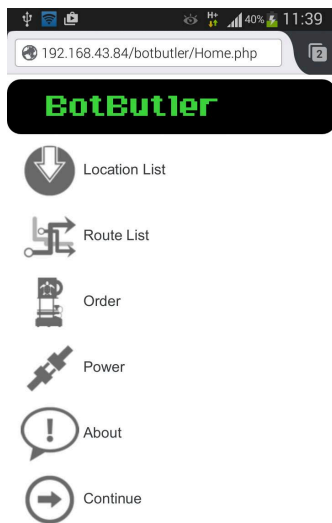 H+
40%
11:39
192.168.43.84/botbutler/Home.php
2
BotButler
Location List
Route List
Order
Power
About
Continue